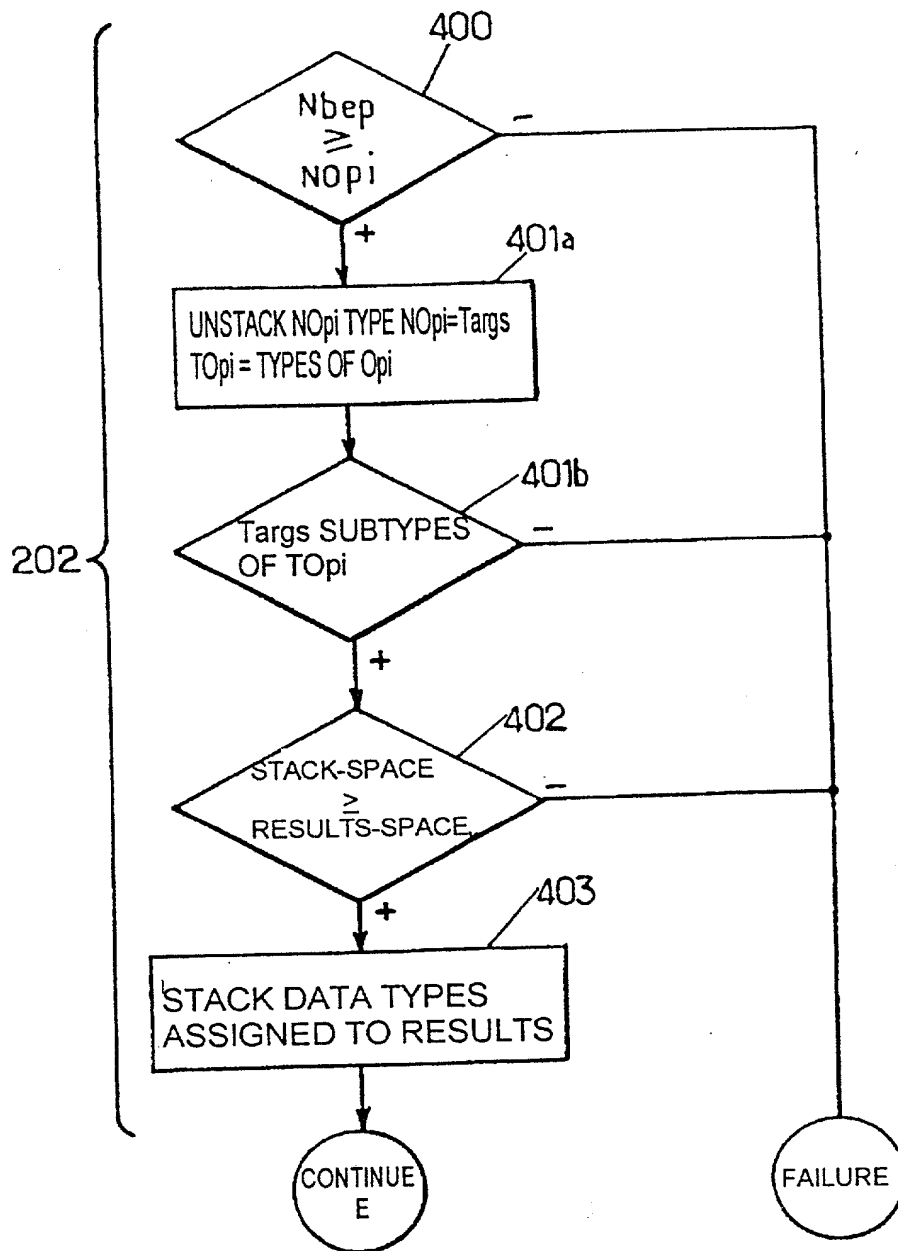 400
Nbep
≥
NOpi
-
+
401a
UNSTACK NOpi TYPE NOpi=Targs
TOpi = TYPES OF Opi
401b
Targs SUBTYPES
OF TOpi
-
202
+
402
STACK-SPACE
≥
RESULTS-SPACE
-
+
403
STACK DATA TYPES
ASSIGNED TO RESULTS
CONTINUE
E
FAILURE